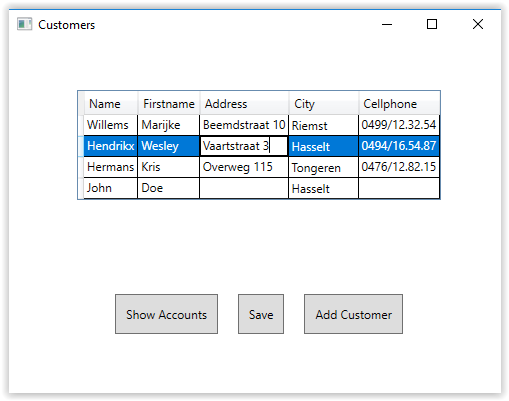 Customers
Name Firstname Address City Cellphone
Willems Marijke Beemdstraat 10 Riemst 0499/12.32.54
Hendrikx Wesley Vaartstraat 3 Hasselt 0494/16.54.87
Hermans Kris Overweg 115 Tongeren 0476/12.82.15
John Doe Hasselt
Show Accounts Save Add Customer